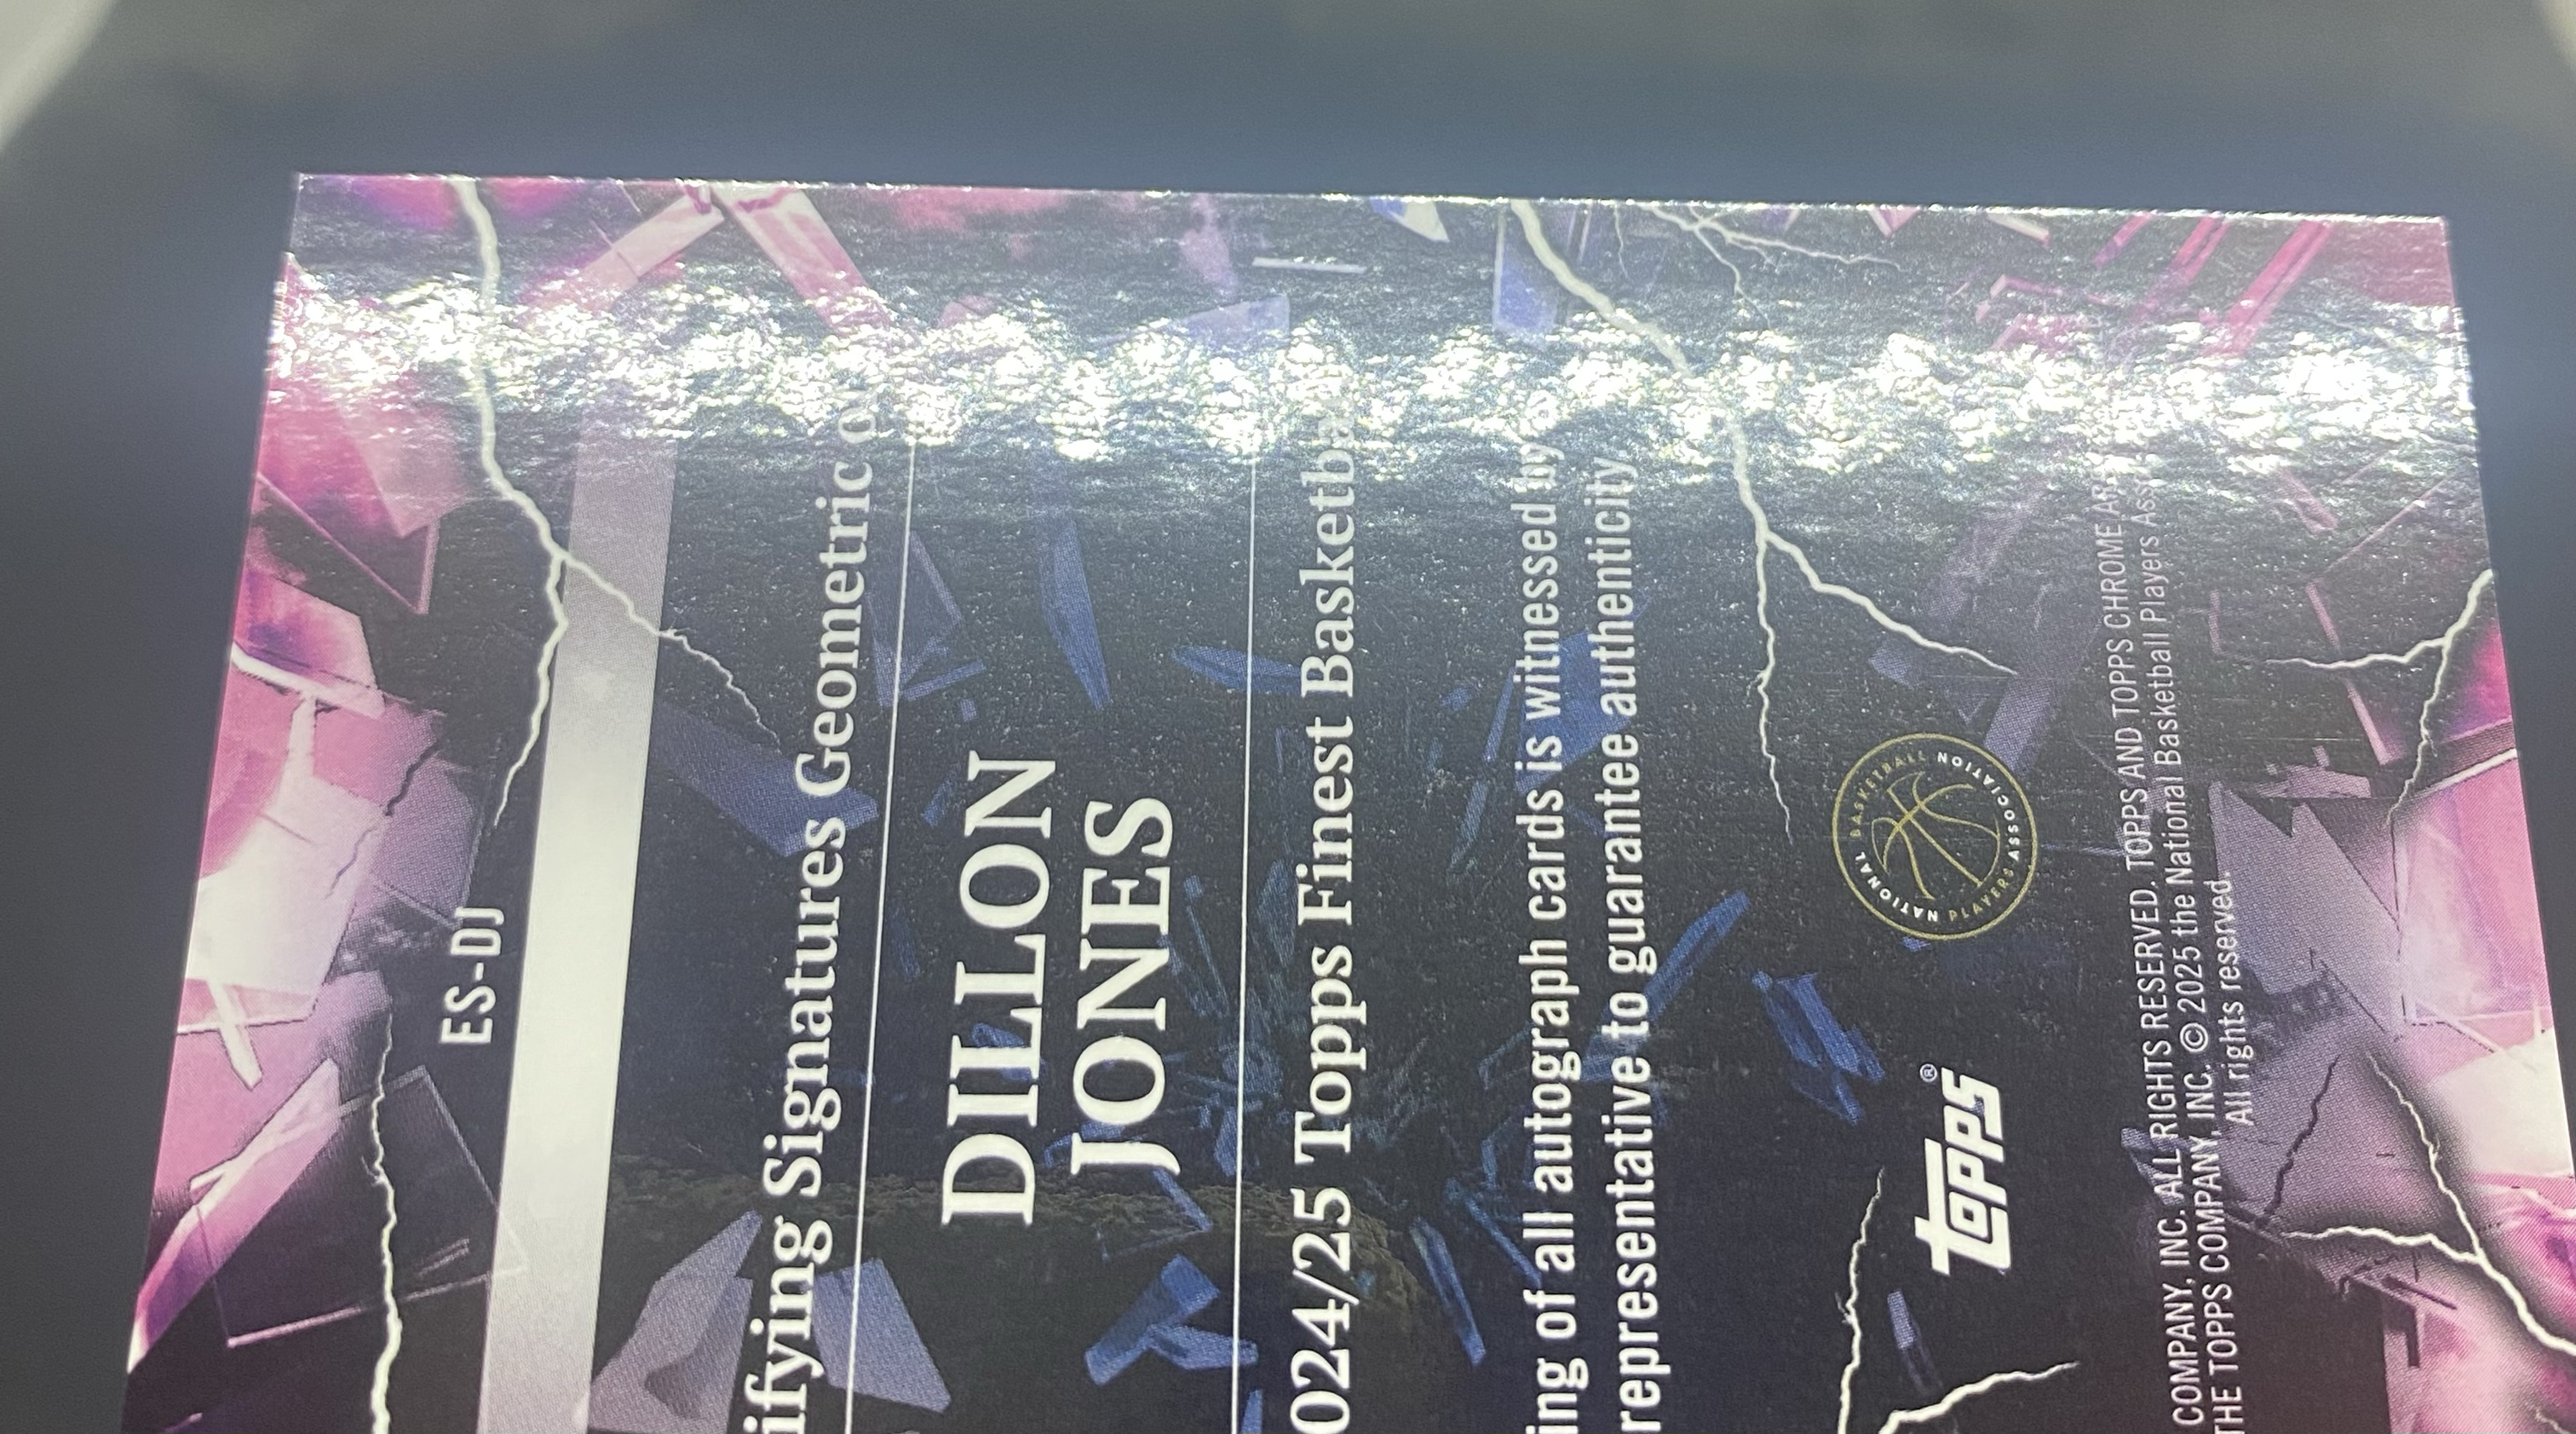 ES-DJ
ifying Signatures Geometric
DILLON
JONES
024/25 Topps Finest Basketba
ing of all autograph cards is witnessed by
representative to guarantee authenticity
NATIONAL BASKETBALL PLAYERS ASSOCIATION
topps®
COMPANY, INC. ALL RIGHTS RESERVED. TOPPS AND TOPPS CHROME AR
THE TOPPS COMPANY, INC. © 2025 the National Basketball Players Ass
All rights reserved.